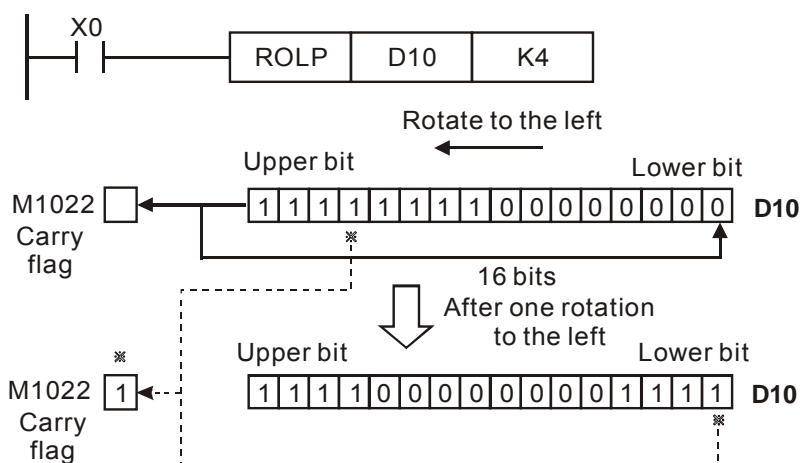 X0
ROLP D10 K4
Rotate to the left
Upper bit Lower bit
M1022 1 1 1 1 1 1 1 1 0 0 0 0 0 0 0 0 D10
Carry
flag
※
16 bits
After one rotation
to the left
Upper bit Lower bit
※
M1022 1 1 1 1 1 0 0 0 0 0 0 0 0 1 1 1 1 D10
Carry
flag
※